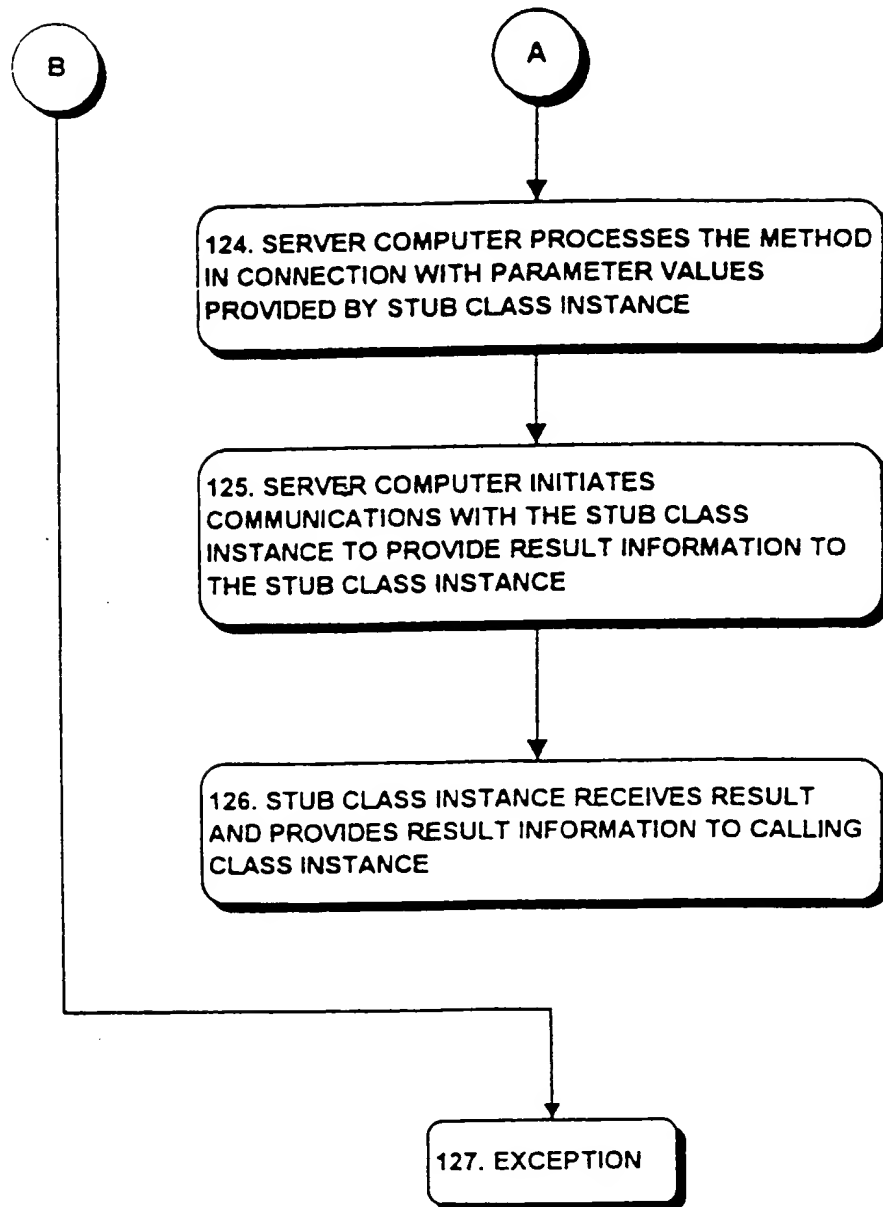 B
A
124. SERVER COMPUTER PROCESSES THE METHOD
IN CONNECTION WITH PARAMETER VALUES
PROVIDED BY STUB CLASS INSTANCE
125. SERVER COMPUTER INITIATES
COMMUNICATIONS WITH THE STUB CLASS
INSTANCE TO PROVIDE RESULT INFORMATION TO
THE STUB CLASS INSTANCE
126. STUB CLASS INSTANCE RECEIVES RESULT
AND PROVIDES RESULT INFORMATION TO CALLING
CLASS INSTANCE
127. EXCEPTION